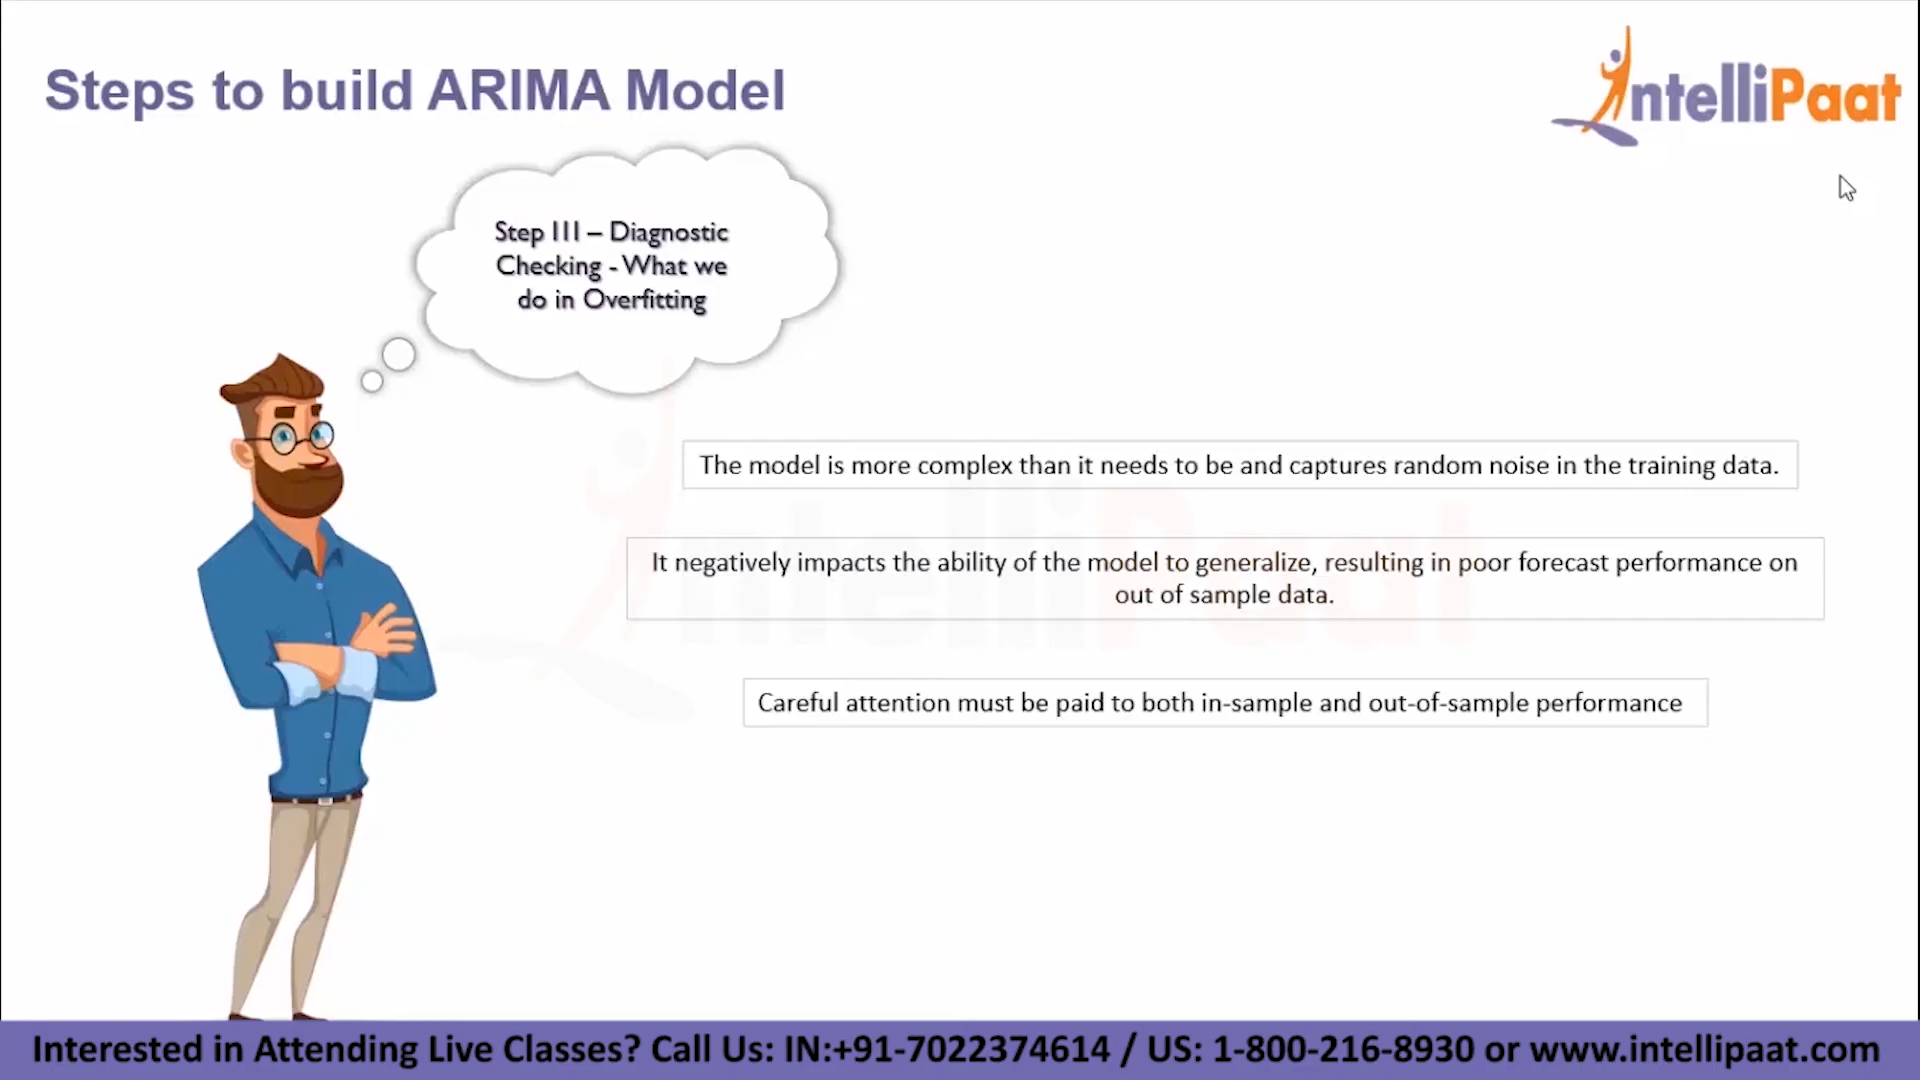 Steps to build ARIMA Model
IntelliPaat
Step III – Diagnostic
Checking - What we
do in Overfitting
The model is more complex than it needs to be and captures random noise in the training data.
It negatively impacts the ability of the model to generalize, resulting in poor forecast performance on
out of sample data.
Careful attention must be paid to both in-sample and out-of-sample performance
IntelliPaat
Interested in Attending Live Classes? Call Us: IN:+91-7022374614 / US: 1-800-216-8930 or www.intellipaat.com